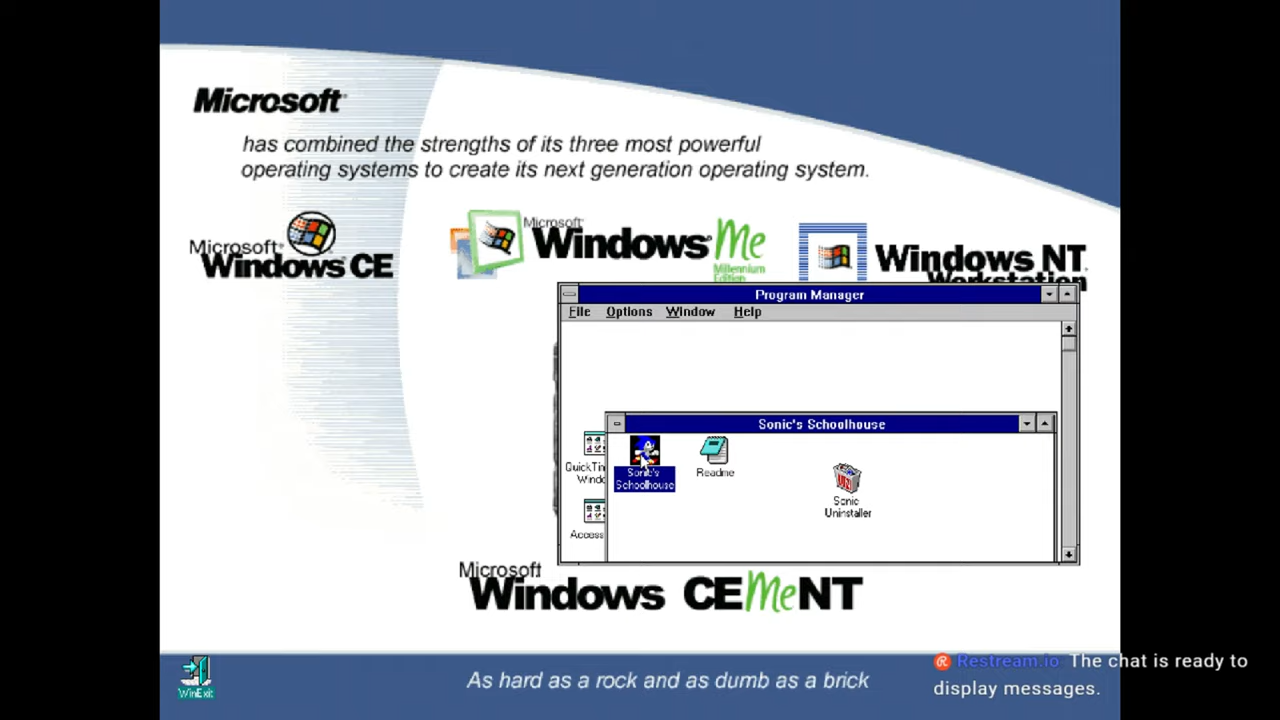 Microsoft
has combined the strengths of its three most powerful
operating systems to create its next generation operating system.
Microsoft
Windows CE
Microsoft
Windows Me
Millennium
Edition
Windows NT
Workstation
Program Manager
File Options Window Help
Sonic's Schoolhouse
QuickTim
Windo
Sonic's
Schoolhouse
Readme
Sonic
Uninstaller
Access
Microsoft
Windows CEMeNT
WinExit
As hard as a rock and as dumb as a brick
Restream.io: The chat is ready to
display messages.